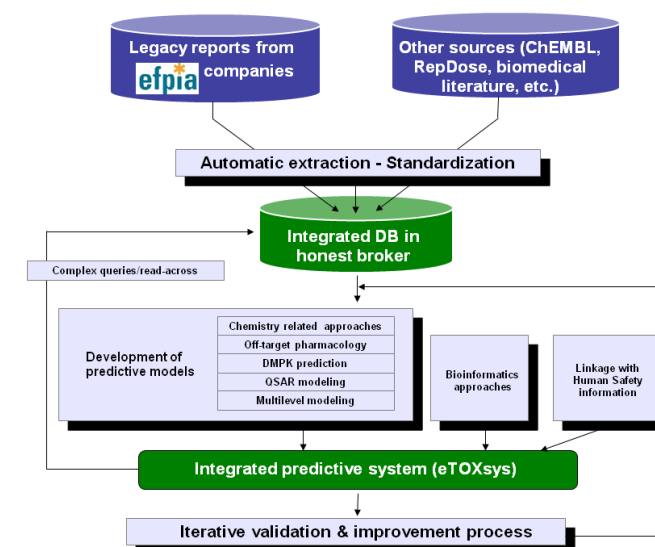 Legacy reports from
efpia companies
Other sources (ChEMBL,
RepDose, biomedical
literature, etc.)
Automatic extraction - Standardization
Integrated DB in
honest broker
Complex queries/read-across
Development of
predictive models
Chemistry related approaches
Off-target pharmacology
DMPK prediction
QSAR modeling
Multilevel modeling
Bioinformatics
approaches
Linkage with
Human Safety
information
Integrated predictive system (eTOXsys)
Iterative validation & improvement process